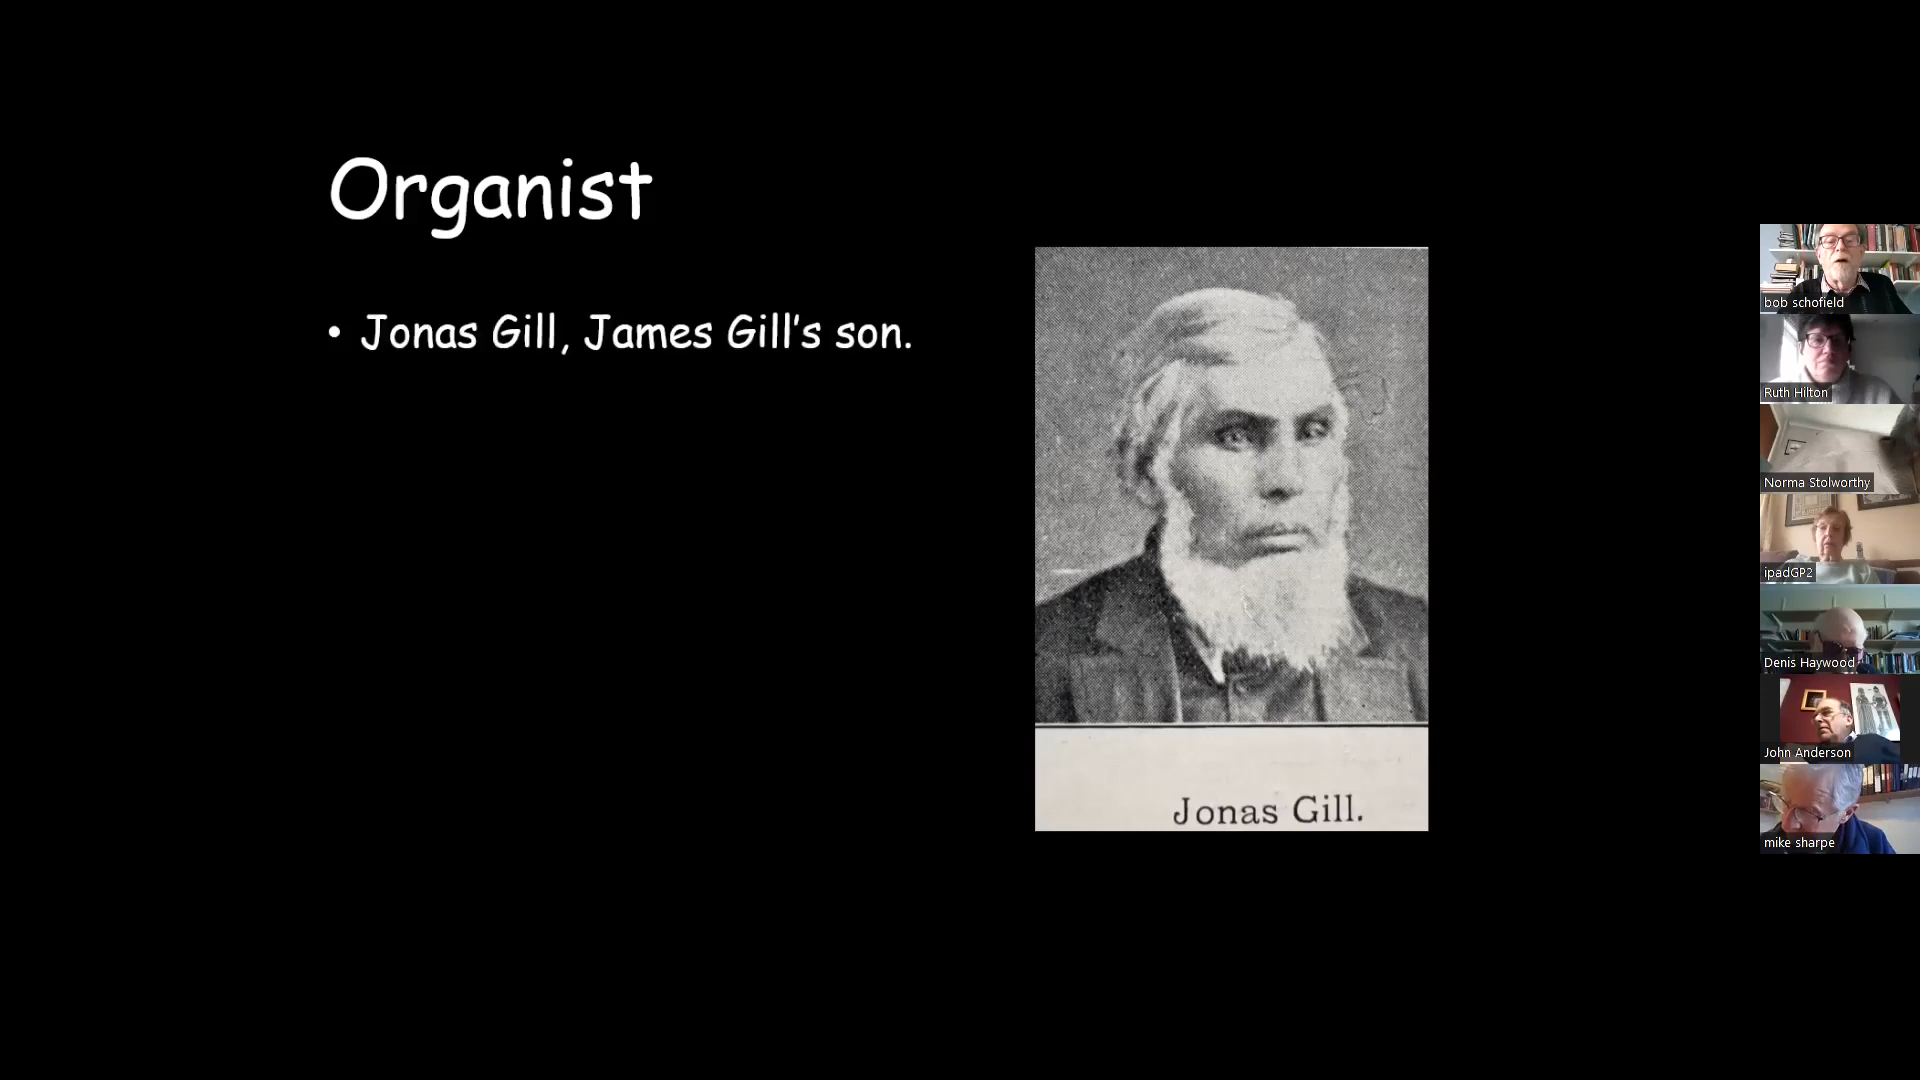 Organist
• Jonas Gill, James Gill's son.
Jonas Gill.
bob schofield
Ruth Hilton
Norma Stolworthy
ipadGP2
Denis Haywood
John Anderson
mike sharpe